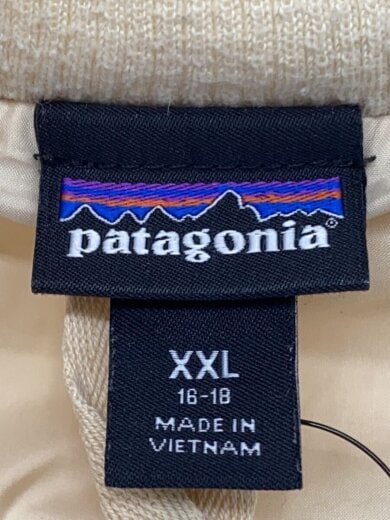 patagonia®
XXL
16-18
MADE IN
VIETNAM